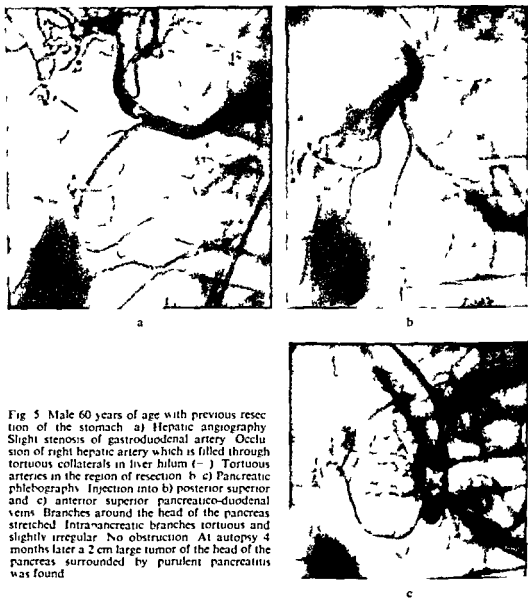 a
b
Fig 5 Male 60 years of age with previous resec
tion of the stomach a) Hepatic angiography
Slight stenosis of gastroduodenal artery Occlu
sion of right hepatic artery which is filled through
tortuous collaterals in liver hilum (– ) Tortuous
arteries in the region of resection b c) Pancreatic
phlebography Injection into b) posterior superior
and c) anterior superior pancreatico-duodenal
veins Branches around the head of the pancreas
stretched Intrapancreatic branches tortuous and
slightly irregular No obstruction At autopsy 4
months later a 2 cm large tumor of the head of the
pancreas surrounded by purulent pancreatitis
was found
c